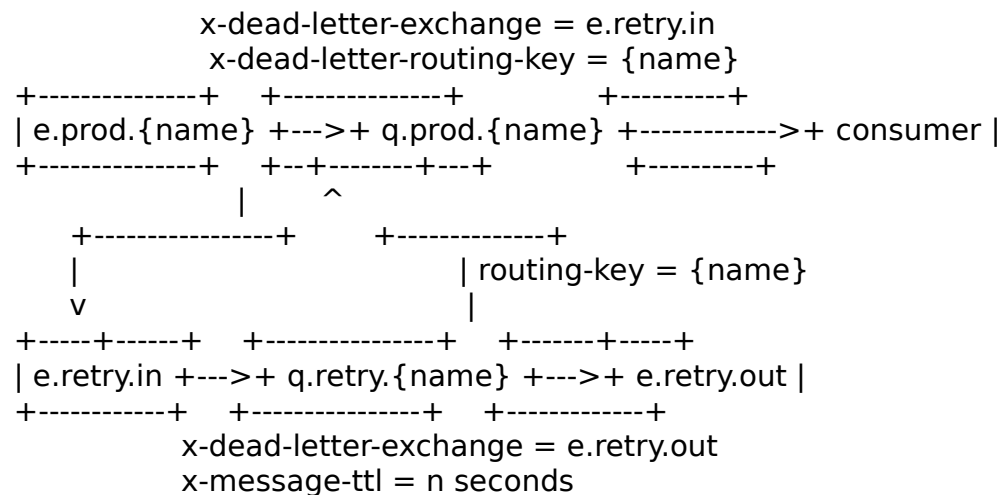 x-dead-letter-exchange = e.retry.in
x-dead-letter-routing-key = {name}
+---------------+ +---------------+ +----------+
| e.prod.{name} +--->+ q.prod.{name} +------------->+ consumer |
+---------------+ +--+--------+---+ +----------+
| ^
+-----------------+ +--------------+
| | routing-key = {name}
v |
+-----+------+ +----------------+ +-------+-----+
| e.retry.in +--->+ q.retry.{name} +--->+ e.retry.out |
+------------+ +----------------+ +-------------+
x-dead-letter-exchange = e.retry.out
x-message-ttl = n seconds